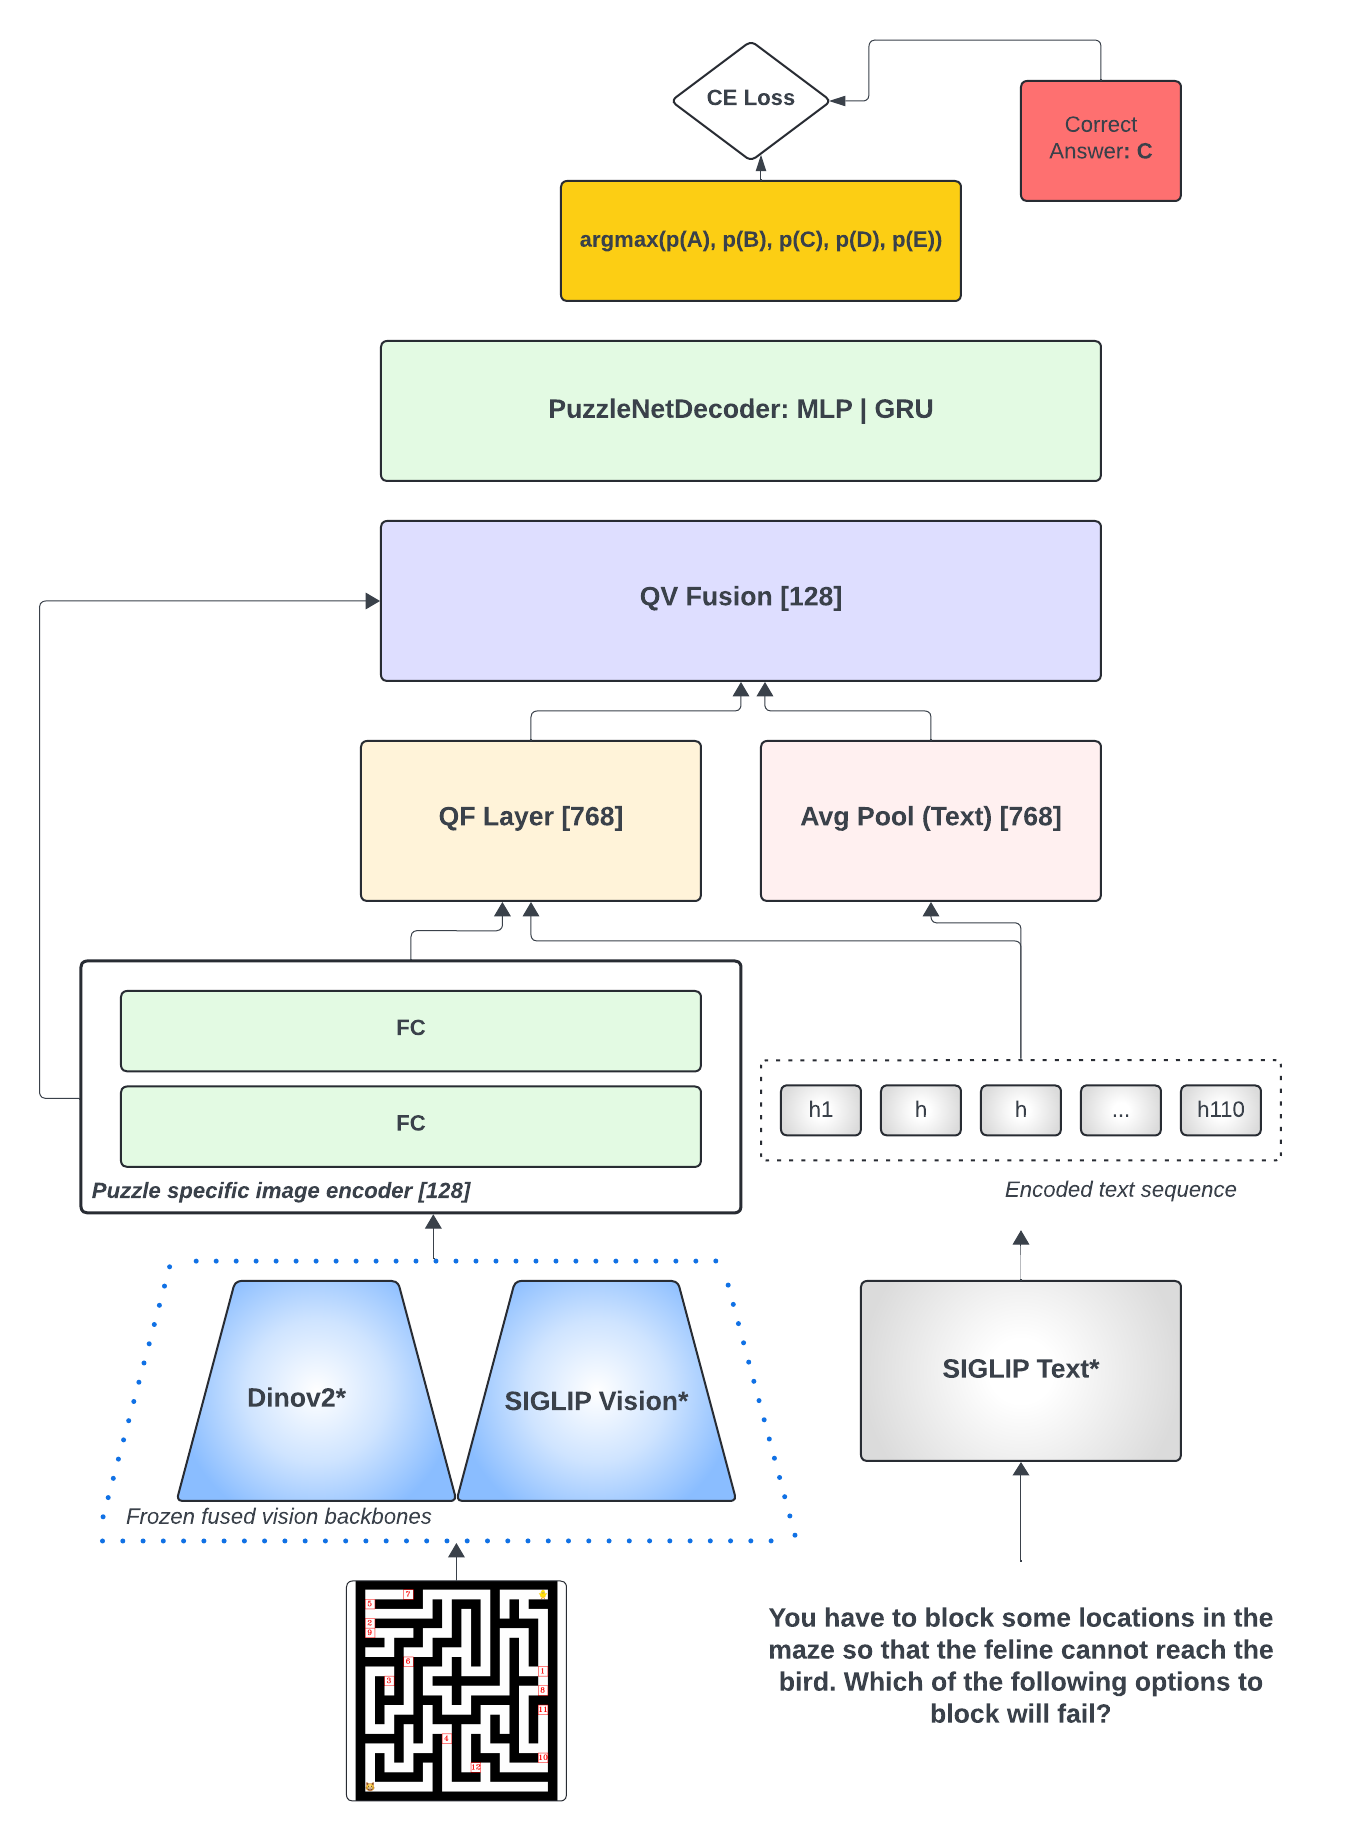 CE Loss
Correct
Answer: C
argmax(p(A), p(B), p(C), p(D), p(E))
PuzzleNetDecoder: MLP | GRU
QV Fusion [128]
QF Layer [768]
Avg Pool (Text) [768]
FC
FC
Puzzle specific image encoder [128]
h1
h
h
...
h110
Encoded text sequence
Dinov2*
SIGLIP Vision*
Frozen fused vision backbones
SIGLIP Text*
You have to block some locations in the
maze so that the feline cannot reach the
bird. Which of the following options to
block will fail?
7
5
2
9
6
3
1
8
11
4
10
12